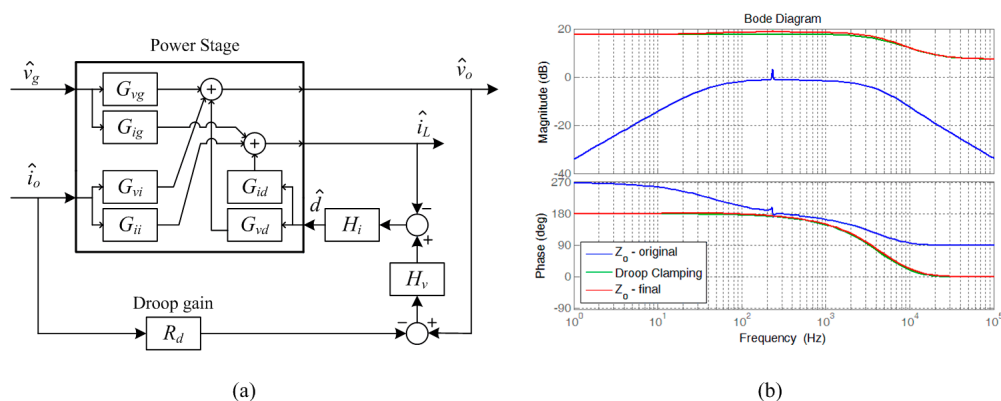 Power Stage
v̂g
v̂o
Gvg
+
Gig
îL
+
îo
Gvi
Gid
Gii
Gvd
d̂
Hi
−
+
Hv
Droop gain
Rd
−
+
(a)
Bode Diagram
Magnitude (dB)
20
0
-20
-40
Phase (deg)
270
180
90
0
-90
Zo - original
Droop Clamping
Zo - final
10^0
10^1
10^2
10^3
10^4
10^5
Frequency (Hz)
(b)